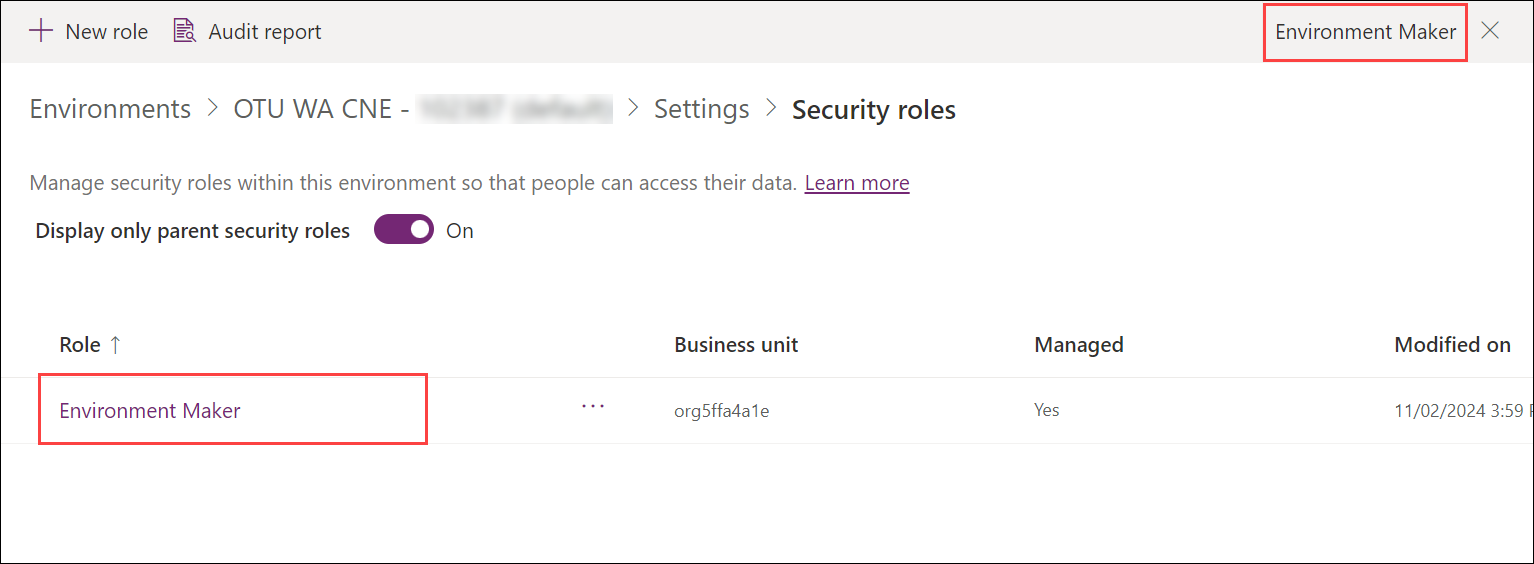 New role Audit report Environment Maker
Environments > OTU WA CNE - > Settings > Security roles
Manage security roles within this environment so that people can access their data. Learn more
Display only parent security roles On
Role ↑ Business unit Managed Modified on
Environment Maker ... org5ffa4a1e Yes 11/02/2024 3:59